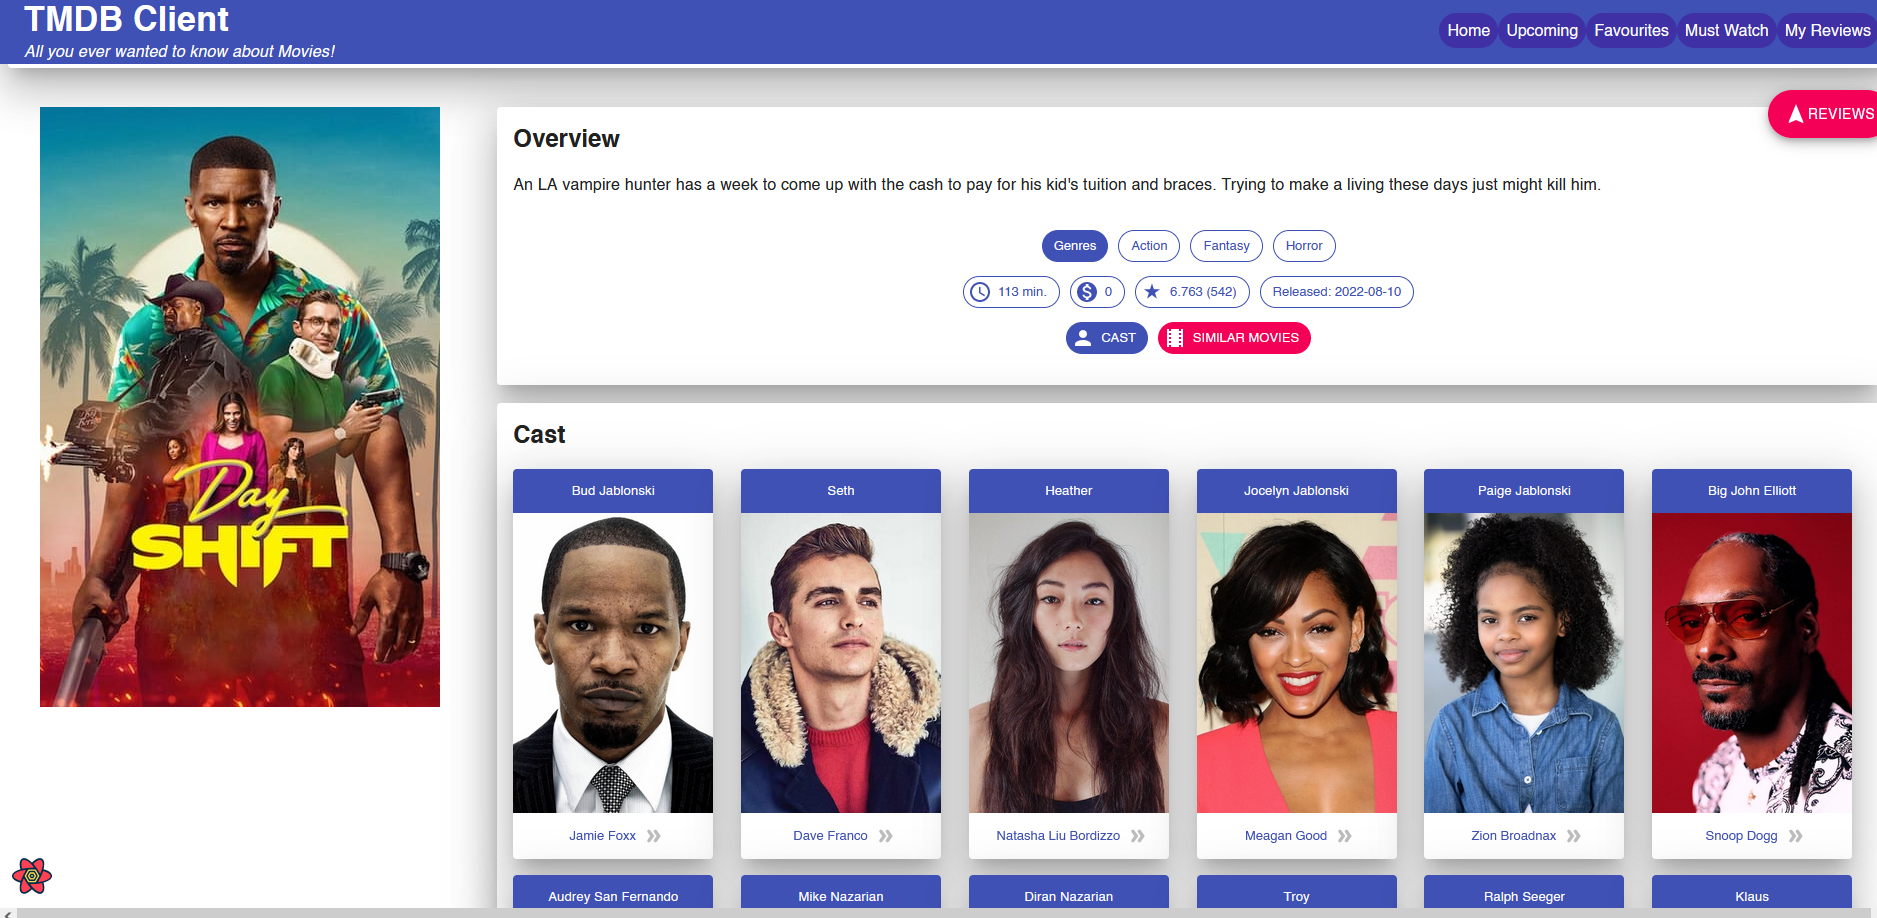 TMDB Client
All you ever wanted to know about Movies!
Home Upcoming Favourites Must Watch My Reviews
REVIEWS
Overview
An LA vampire hunter has a week to come up with the cash to pay for his kid's tuition and braces. Trying to make a living these days just might kill him.
Genres Action Fantasy Horror
113 min. 0 6.763 (542) Released: 2022-08-10
CAST SIMILAR MOVIES
Day
SHIFT
Cast
Bud Jablonski Seth Heather Jocelyn Jablonski Paige Jablonski Big John Elliott
Jamie Foxx Dave Franco Natasha Liu Bordizzo Meagan Good Zion Broadnax Snoop Dogg
Audrey San Fernando Mike Nazarian Diran Nazarian Troy Ralph Seeger Klaus